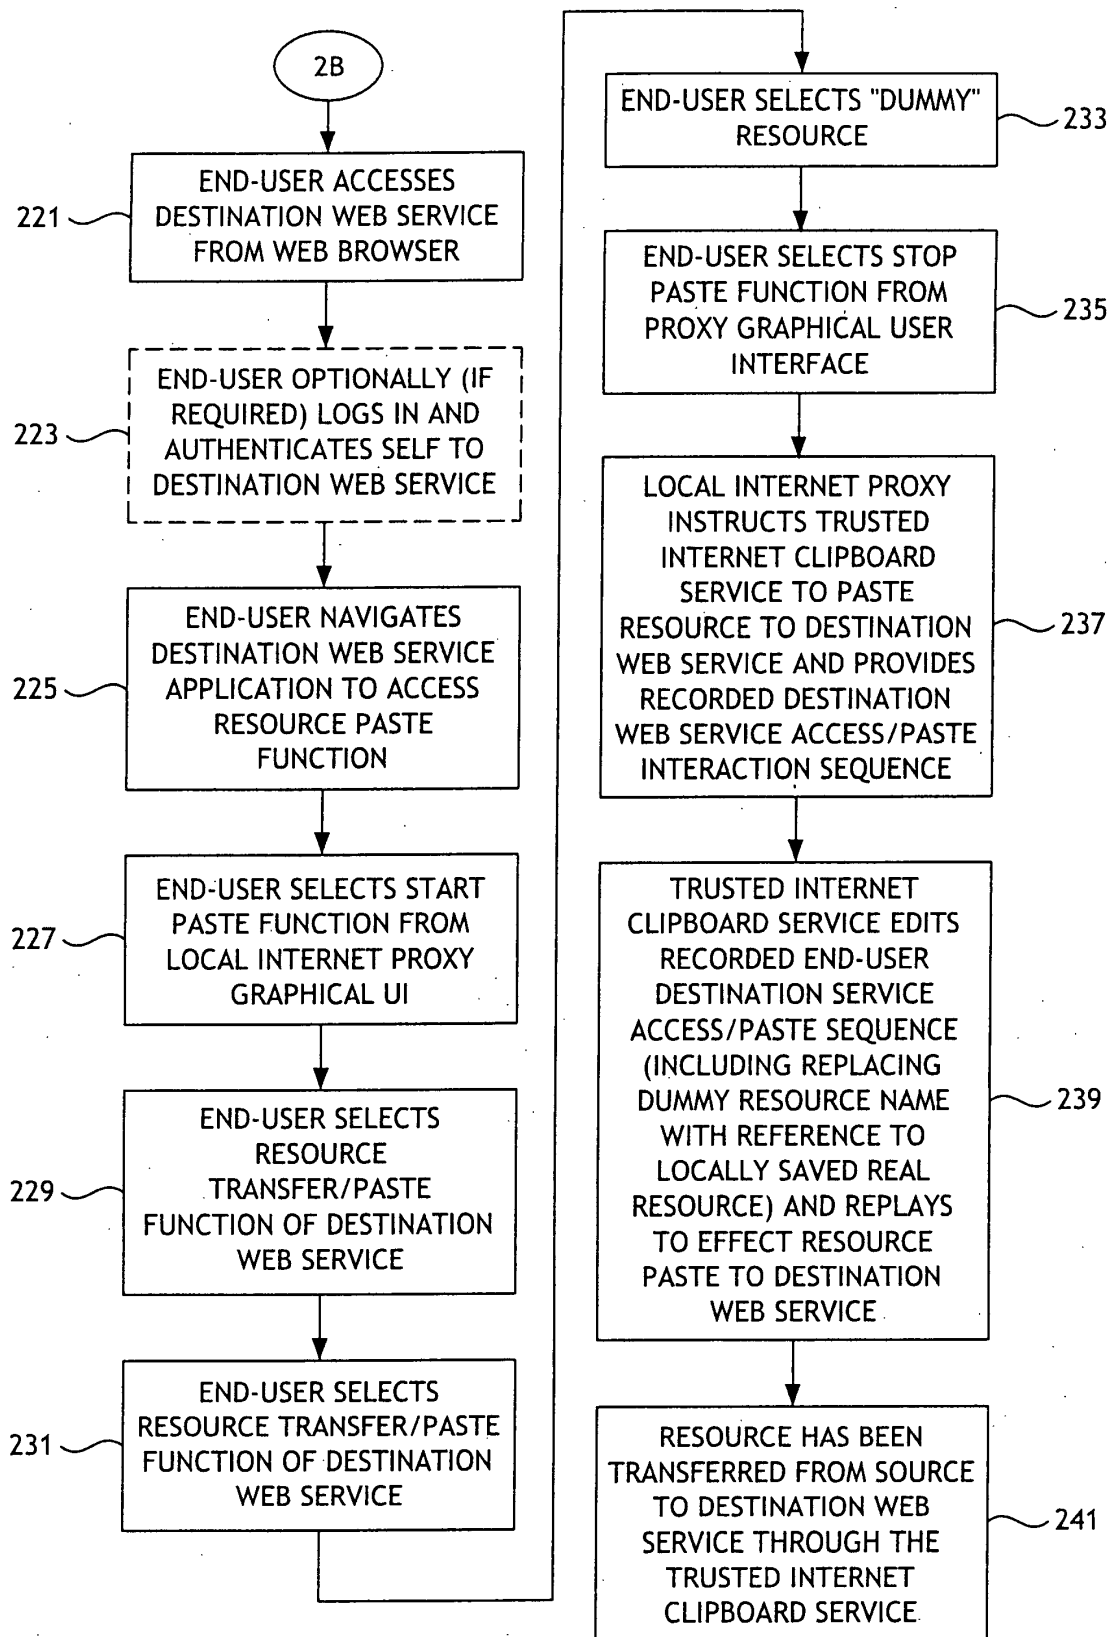 2B
221
END-USER ACCESSES
DESTINATION WEB SERVICE
FROM WEB BROWSER
223
END-USER OPTIONALLY (IF
REQUIRED) LOGS IN AND
AUTHENTICATES SELF TO
DESTINATION WEB SERVICE
225
END-USER NAVIGATES
DESTINATION WEB SERVICE
APPLICATION TO ACCESS
RESOURCE PASTE
FUNCTION
227
END-USER SELECTS START
PASTE FUNCTION FROM
LOCAL INTERNET PROXY
GRAPHICAL UI
229
END-USER SELECTS
RESOURCE
TRANSFER/PASTE
FUNCTION OF DESTINATION
WEB SERVICE
231
END-USER SELECTS
RESOURCE TRANSFER/PASTE
FUNCTION OF DESTINATION
WEB SERVICE
END-USER SELECTS "DUMMY"
RESOURCE
233
END-USER SELECTS STOP
PASTE FUNCTION FROM
PROXY GRAPHICAL USER
INTERFACE
235
LOCAL INTERNET PROXY
INSTRUCTS TRUSTED
INTERNET CLIPBOARD
SERVICE TO PASTE
RESOURCE TO DESTINATION
WEB SERVICE AND PROVIDES
RECORDED DESTINATION
WEB SERVICE ACCESS/PASTE
INTERACTION SEQUENCE
237
TRUSTED INTERNET
CLIPBOARD SERVICE EDITS
RECORDED END-USER
DESTINATION SERVICE
ACCESS/PASTE SEQUENCE
(INCLUDING REPLACING
DUMMY RESOURCE NAME
WITH REFERENCE TO
LOCALLY SAVED REAL
RESOURCE) AND REPLAYS
TO EFFECT RESOURCE
PASTE TO DESTINATION
WEB SERVICE
239
RESOURCE HAS BEEN
TRANSFERRED FROM SOURCE
TO DESTINATION WEB
SERVICE THROUGH THE
TRUSTED INTERNET
CLIPBOARD SERVICE
241